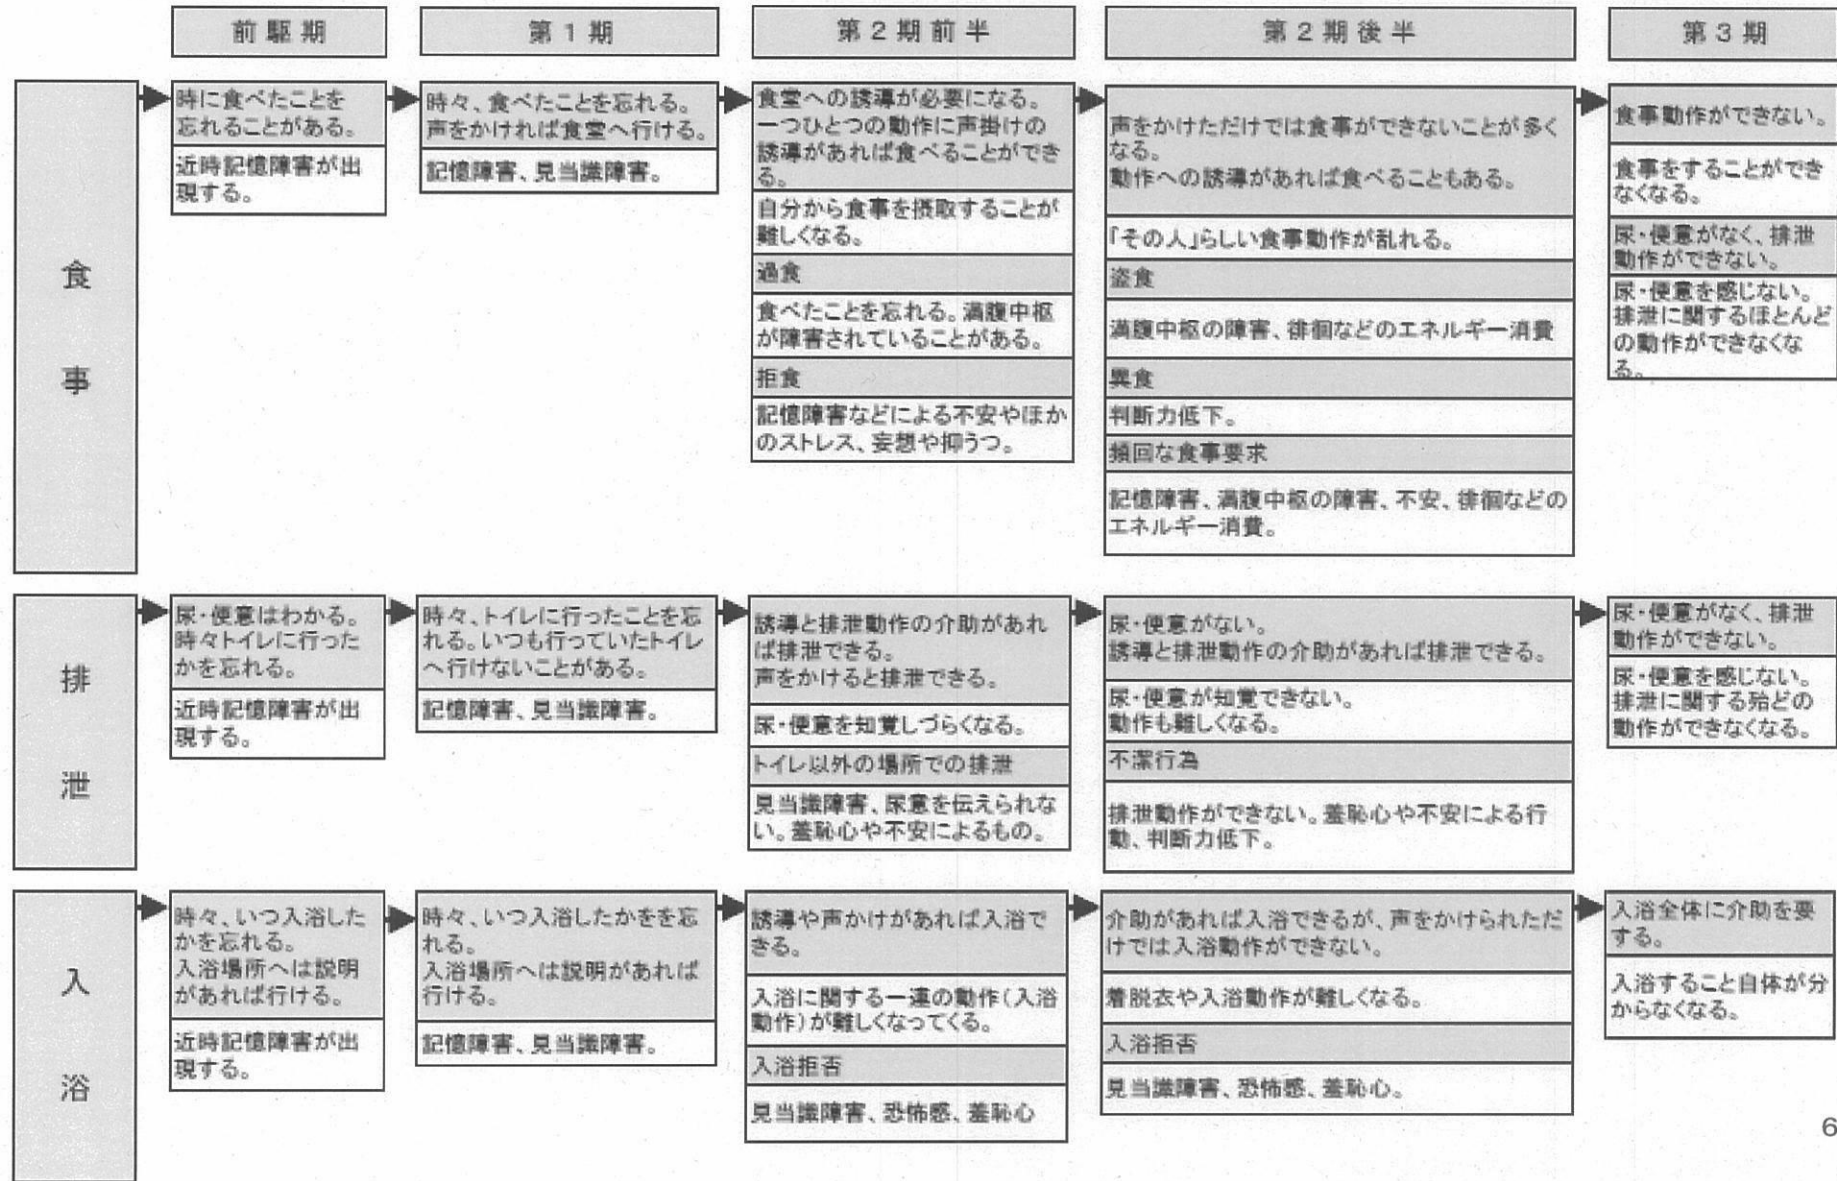 前駆期
第1期
第2期前半
第2期後半
第3期
食
事
時に食べたことを
忘れることがある。
近時記憶障害が出
現する。
時々、食べたことを忘れる。
声をかければ食堂へ行ける。
記憶障害、見当識障害。
食堂への誘導が必要になる。
一つひとつの動作に声掛けの
誘導があれば食べることができ
る。
自分から食事を摂取することが
難しくなる。
過食
食べたことを忘れる。満腹中枢
が障害されていることがある。
拒食
記憶障害などによる不安やほか
のストレス、妄想や抑うつ。
声をかけただけでは食事ができないことが多く
なる。
動作への誘導があれば食べることもある。
「その人」らしい食事動作が乱れる。
盗食
満腹中枢の障害、徘徊などのエネルギー消費
異食
判断力低下。
頻回な食事要求
記憶障害、満腹中枢の障害、不安、徘徊などの
エネルギー消費。
食事動作ができない。
食事をすることができ
なくなる。
尿・便意がなく、排泄
動作ができない。
尿・便意を感じない。
排泄に関するほとんど
の動作ができなくな
る。
排
泄
尿・便意はわかる。
時々トイレに行った
かを忘れる。
近時記憶障害が出
現する。
時々、トイレに行ったことを忘
れる。いつも行っていたトイレ
へ行けないことがある。
記憶障害、見当識障害。
誘導と排泄動作の介助があれ
ば排泄できる。
声をかけると排泄できる。
尿・便意を知覚しづらくなる。
トイレ以外の場所での排泄
見当識障害、尿意を伝えられな
い。羞恥心や不安によるもの。
尿・便意がない。
誘導と排泄動作の介助があれば排泄できる。
尿・便意が知覚できない。
動作も難しくなる。
不潔行為
排泄動作ができない。羞恥心や不安による行
動、判断力低下。
尿・便意がなく、排泄
動作ができない。
尿・便意を感じない。
排泄に関する殆どの
動作ができなくなる。
入
浴
時々、いつ入浴した
かを忘れる。
入浴場所へは説明
があれば行ける。
近時記憶障害が出
現する。
時々、いつ入浴したかをを忘
れる。
入浴場所へは説明があれば
行ける。
記憶障害、見当識障害。
誘導や声かけがあれば入浴で
きる。
入浴に関する一連の動作(入浴
動作)が難しくなってくる。
入浴拒否
見当識障害、恐怖感、羞恥心
介助があれば入浴できるが、声をかけられただ
けでは入浴動作ができない。
着脱衣や入浴動作が難しくなる。
入浴拒否
見当識障害、恐怖感、羞恥心。
入浴全体に介助を要
する。
入浴すること自体が分
からなくなる。
6